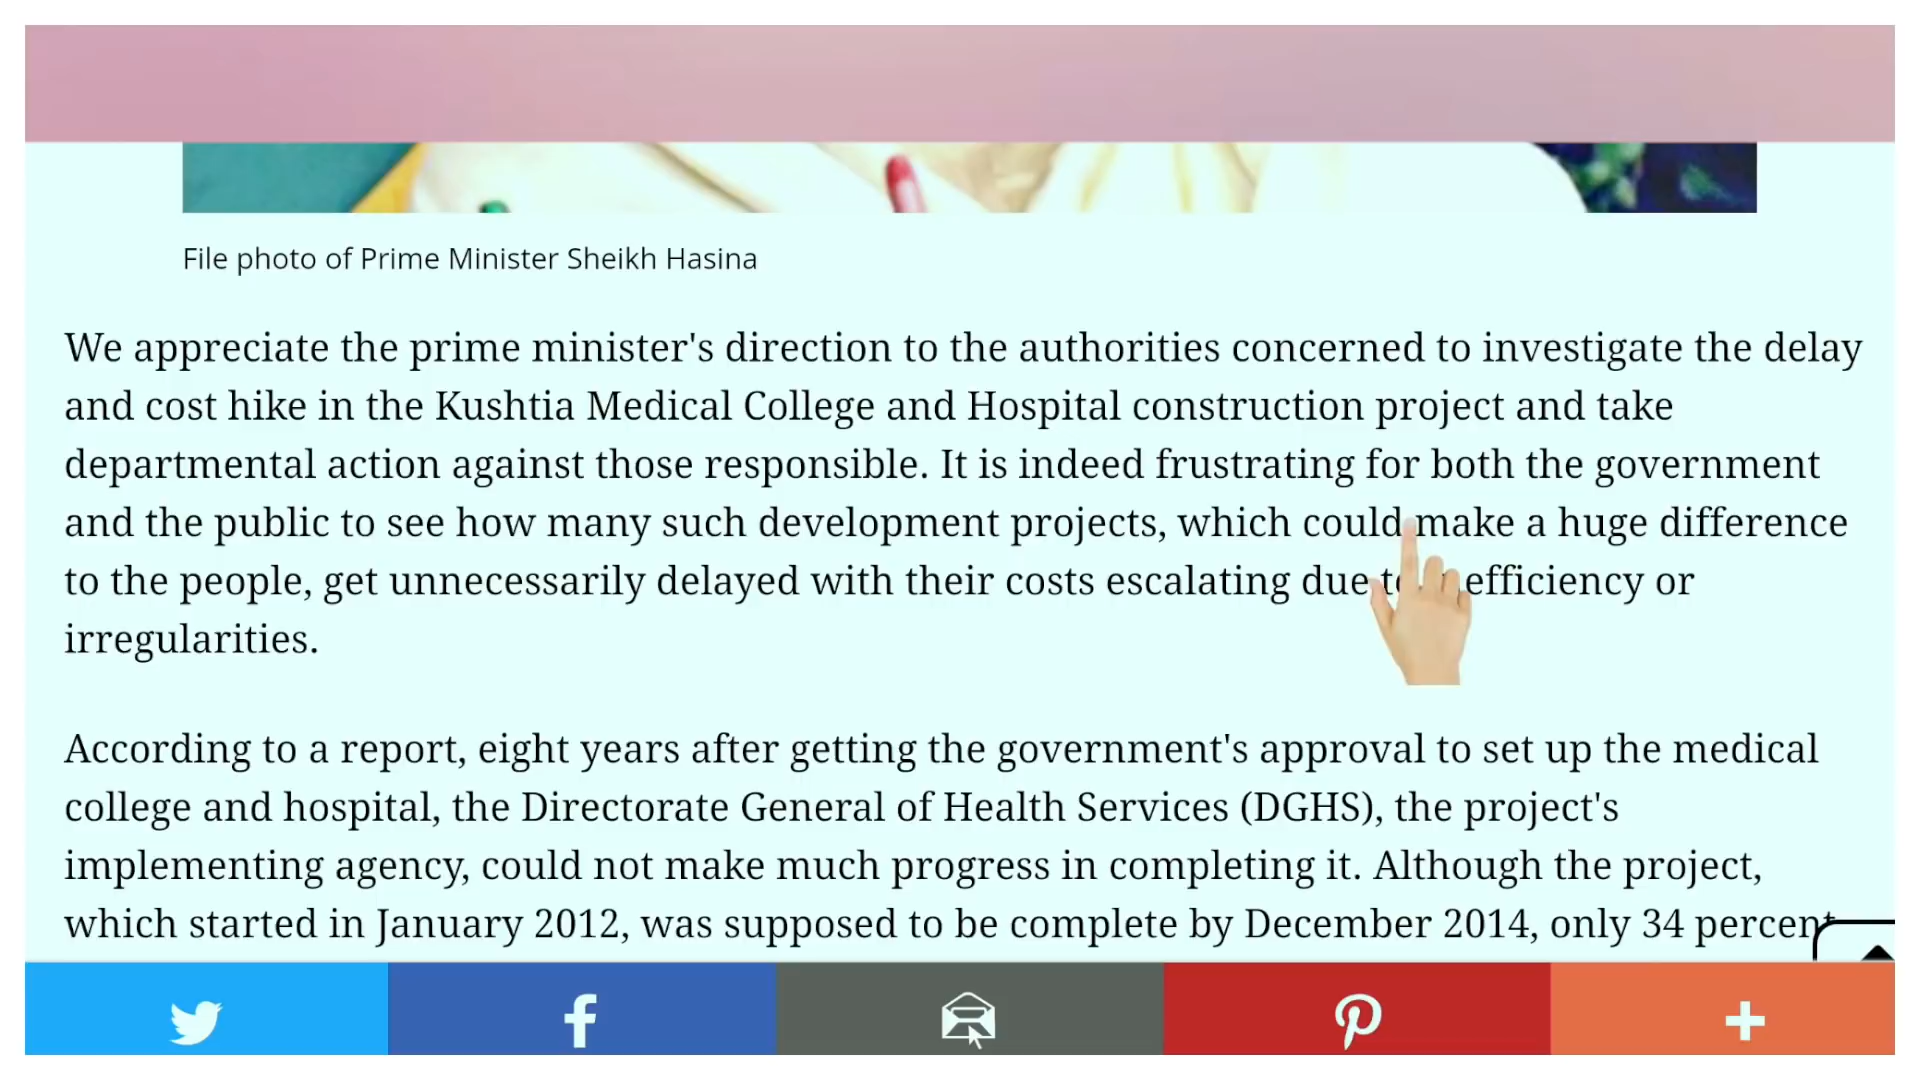 File photo of Prime Minister Sheikh Hasina
We appreciate the prime minister's direction to the authorities concerned to investigate the delay
and cost hike in the Kushtia Medical College and Hospital construction project and take
departmental action against those responsible. It is indeed frustrating for both the government
and the public to see how many such development projects, which could make a huge difference
to the people, get unnecessarily delayed with their costs escalating due to inefficiency or
irregularities.
According to a report, eight years after getting the government's approval to set up the medical
college and hospital, the Directorate General of Health Services (DGHS), the project's
implementing agency, could not make much progress in completing it. Although the project,
which started in January 2012, was supposed to be complete by December 2014, only 34 percent